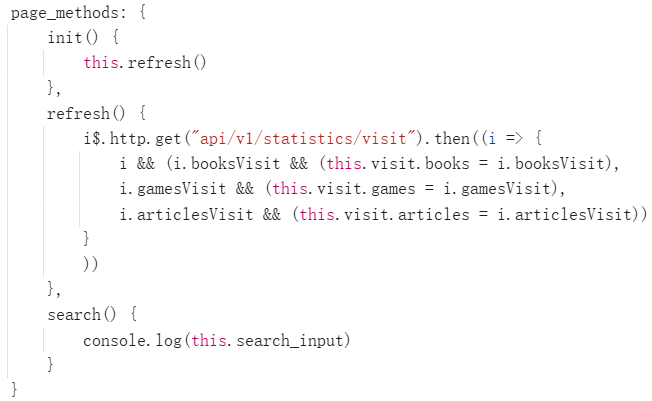 page_methods: {
    init() {
        this.refresh()
    },
    refresh() {
        i$.http.get("api/v1/statistics/visit").then((i => {
            i && (i.booksVisit && (this.visit.books = i.booksVisit),
            i.gamesVisit && (this.visit.games = i.gamesVisit),
            i.articlesVisit && (this.visit.articles = i.articlesVisit))
        }
        ))
    },
    search() {
        console.log(this.search_input)
    }
}